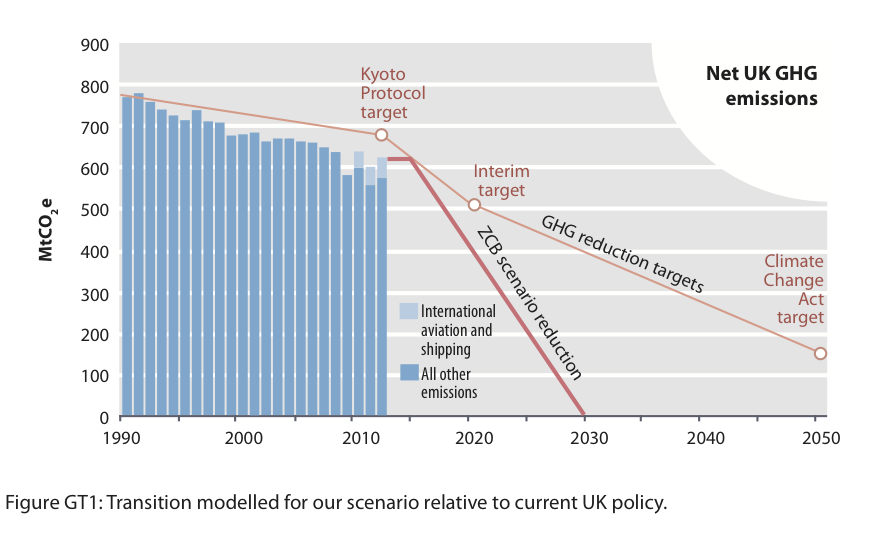 Net UK GHG
emissions
900
800
700
600
500
400
300
200
100
0
MtCO2e
1990
2000
2010
2020
2030
2040
2050
Kyoto
Protocol
target
Interim
target
GHG reduction targets
ZCB scenario reduction
Climate
Change
Act
target
International
aviation and
shipping
All other
emissions
Figure GT1: Transition modelled for our scenario relative to current UK policy.